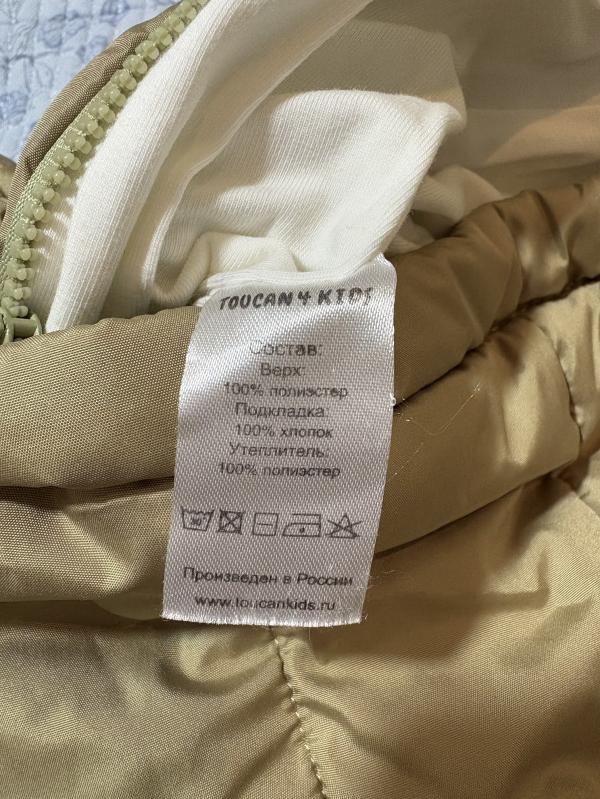 TOUCAN 4 KIDS
Состав:
Верх:
100% полиэстер
Подкладка:
100% хлопок
Утеплитель:
100% полиэстер
Произведен в России
www.toucankids.ru